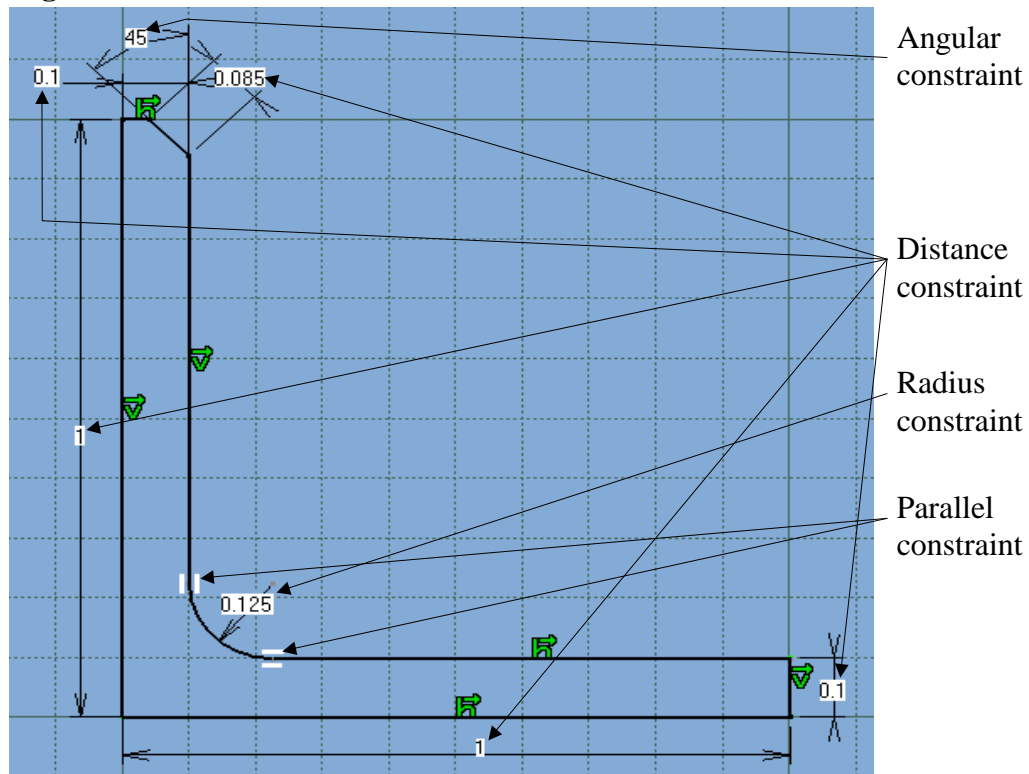 45
Angular
constraint
0.1
0.085
h
Distance
constraint
v
v
Radius
constraint
1
Parallel
constraint
0.125
h
v
0.1
h
1